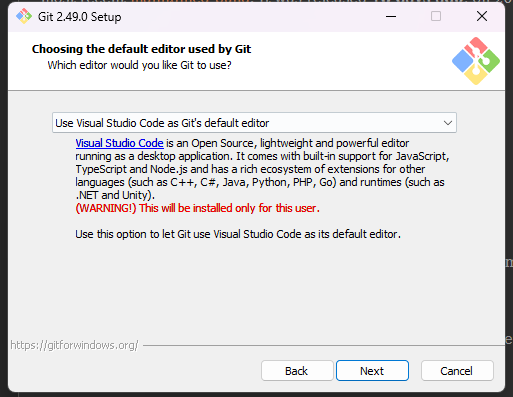 Git 2.49.0 Setup
Choosing the default editor used by Git
Which editor would you like Git to use?
Use Visual Studio Code as Git's default editor
Visual Studio Code is an Open Source, lightweight and powerful editor
running as a desktop application. It comes with built-in support for JavaScript,
TypeScript and Node.js and has a rich ecosystem of extensions for other
languages (such as C++, C#, Java, Python, PHP, Go) and runtimes (such as
.NET and Unity).
(WARNING!) This will be installed only for this user.
Use this option to let Git use Visual Studio Code as its default editor.
https://gitforwindows.org/
Back
Next
Cancel